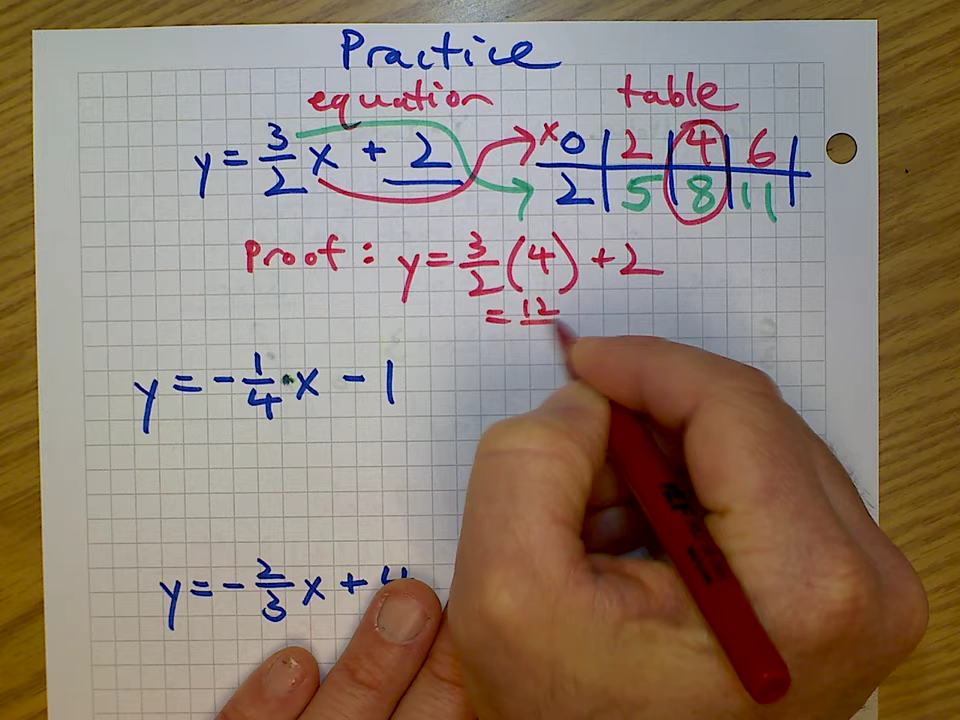 Practice
equation table
y = 3/2 x + 2
x 0 | 2 | 4 | 6 |
2 | 5 | 8 | 11 |
Proof : y = 3/2 (4) + 2
= 12
y = - 1/4 · x - 1
y = - 2/3 x +